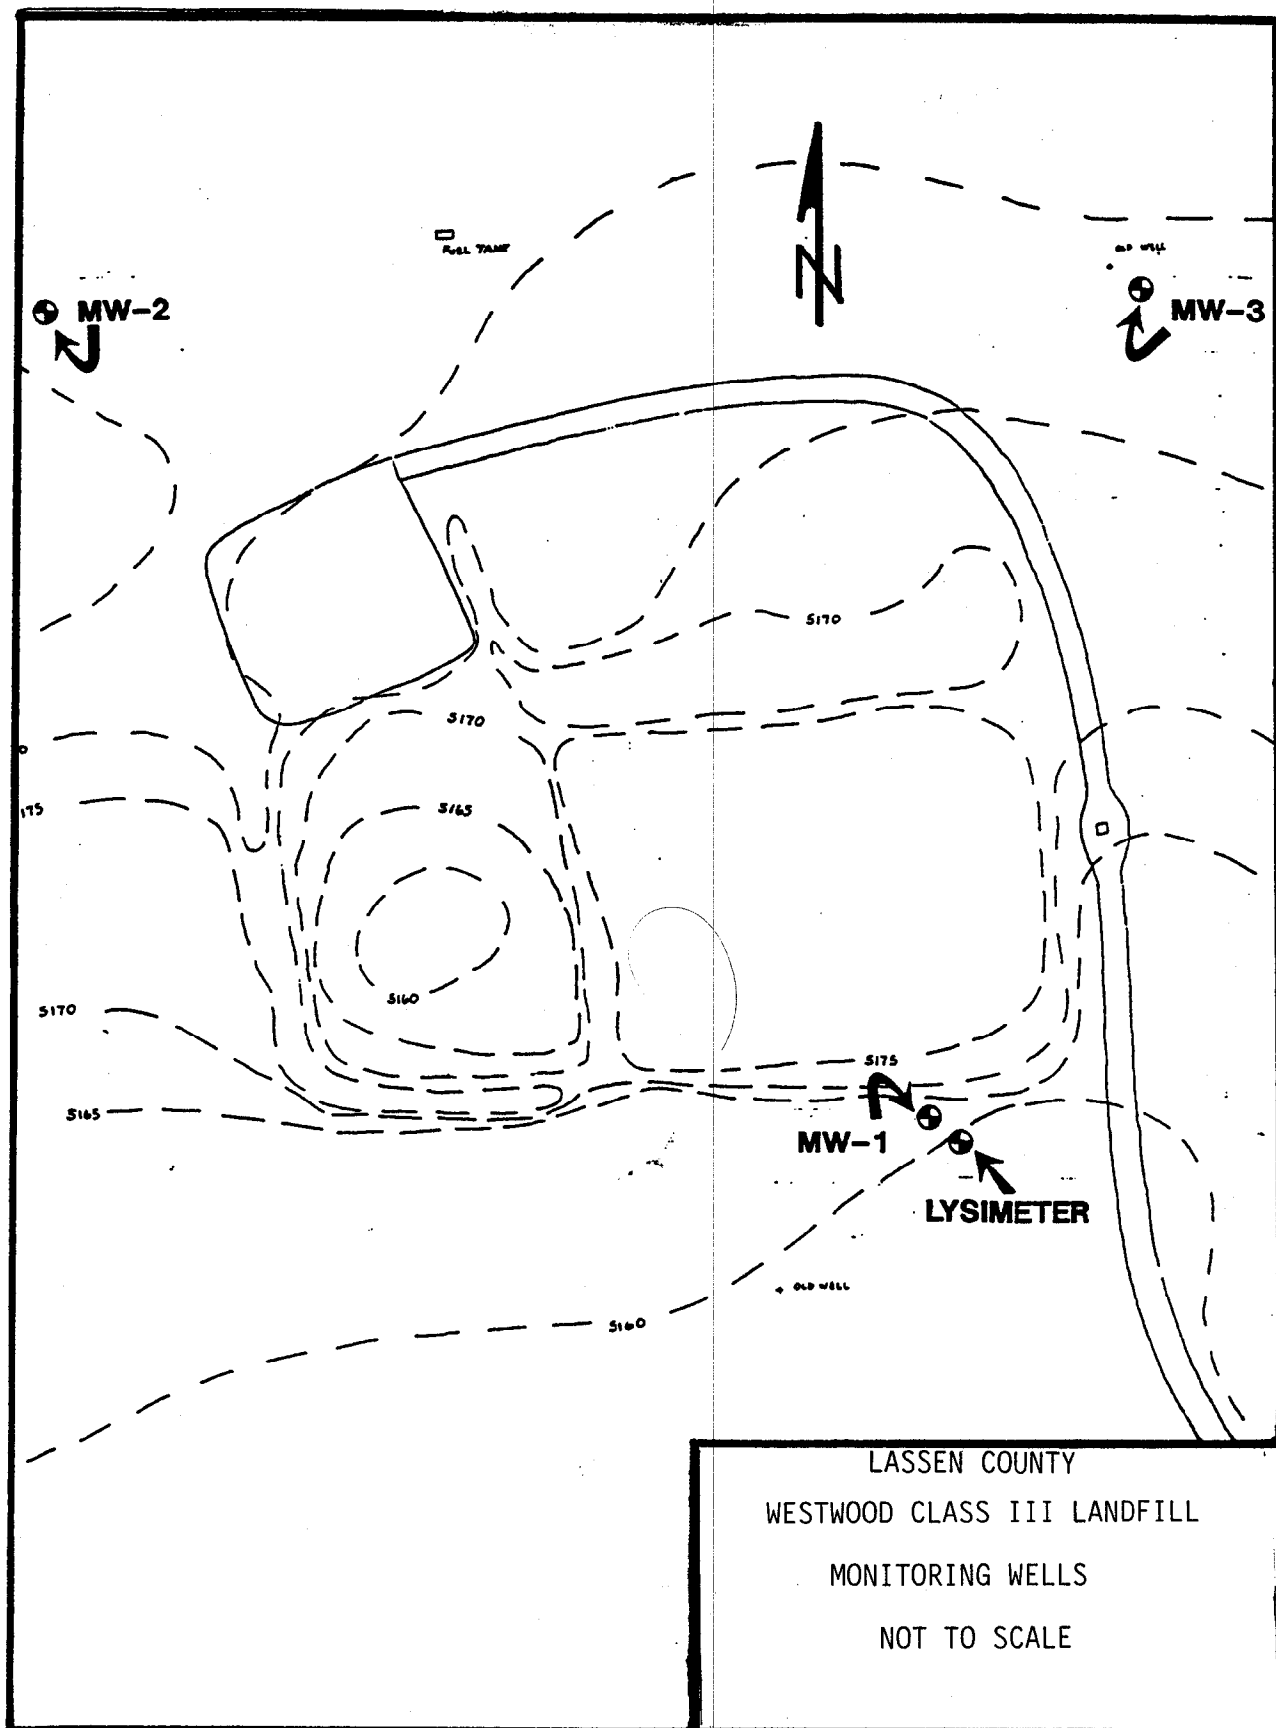 N
FUEL TANK
OLD WELL
MW-2
MW-3
5170
5170
5165
175
5160
5170
5175
5165
MW-1
LYSIMETER
OLD WELL
5160
LASSEN COUNTY
WESTWOOD CLASS III LANDFILL
MONITORING WELLS
NOT TO SCALE